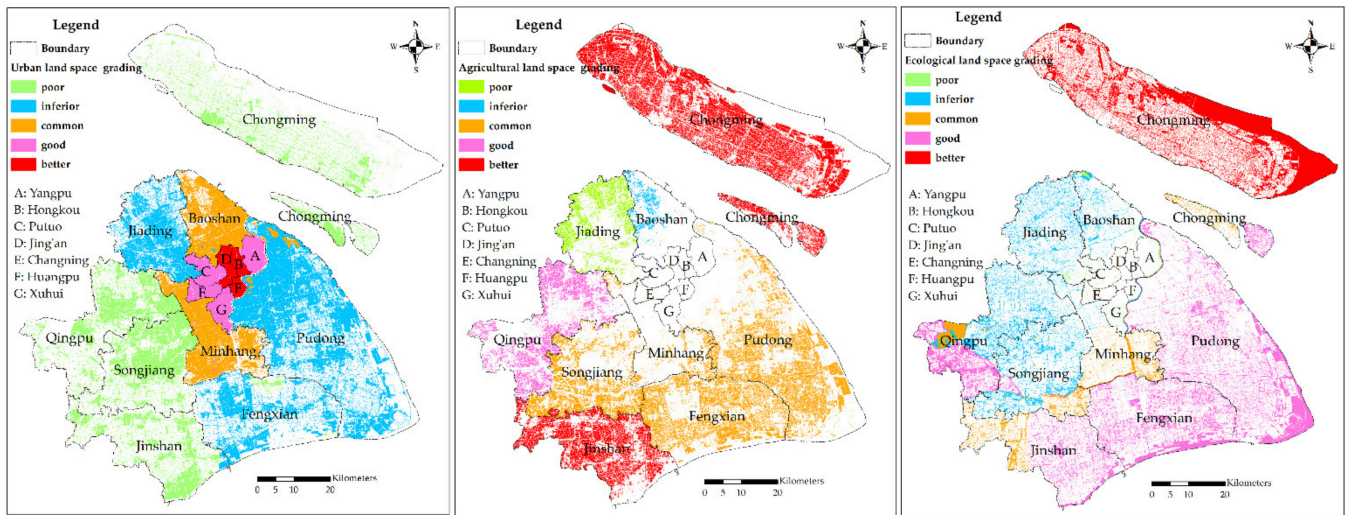 Legend
Boundary
Urban land space grading
poor
inferior
common
good
better
A: Yangpu
B: Hongkou
C: Putuo
D: Jing'an
E: Changning
F: Huangpu
G: Xuhui
N
W E
S
Chongming
Chongming
Baoshan
Jiading
D
B
A
C
E
F
G
Qingpu
Songjiang
Minhang
Pudong
Fengxian
Jinshan
0 5 10 20 Kilometers
Legend
Boundary
Agricultural land space grading
poor
inferior
common
good
better
A: Yangpu
B: Hongkou
C: Putuo
D: Jing'an
E: Changning
F: Huangpu
G: Xuhui
N
W E
S
Chongming
Chongming
Baoshan
Jiading
D
B
A
C
E
F
G
Qingpu
Songjiang
Minhang
Pudong
Fengxian
Jinshan
0 5 10 20 Kilometers
Legend
Boundary
Ecological land space grading
poor
inferior
common
good
better
A: Yangpu
B: Hongkou
C: Putuo
D: Jing'an
E: Changning
F: Huangpu
G: Xuhui
N
W E
S
Chongming
Chongming
Baoshan
Jiading
D
B
A
C
E
F
G
Qingpu
Songjiang
Minhang
Pudong
Fengxian
Jinshan
0 5 10 20 Kilometers